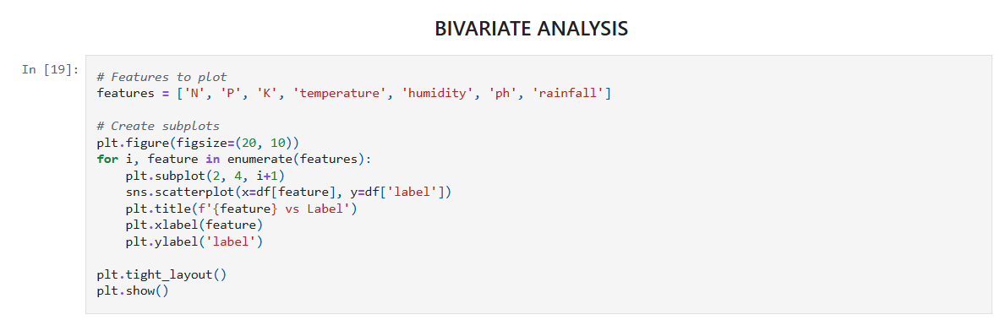 BIVARIATE ANALYSIS
In [19]:
# Features to plot
features = ['N', 'P', 'K', 'temperature', 'humidity', 'ph', 'rainfall']

# Create subplots
plt.figure(figsize=(20, 10))
for i, feature in enumerate(features):
    plt.subplot(2, 4, i+1)
    sns.scatterplot(x=df[feature], y=df['label'])
    plt.title(f'{feature} vs Label')
    plt.xlabel(feature)
    plt.ylabel('label')

plt.tight_layout()
plt.show()